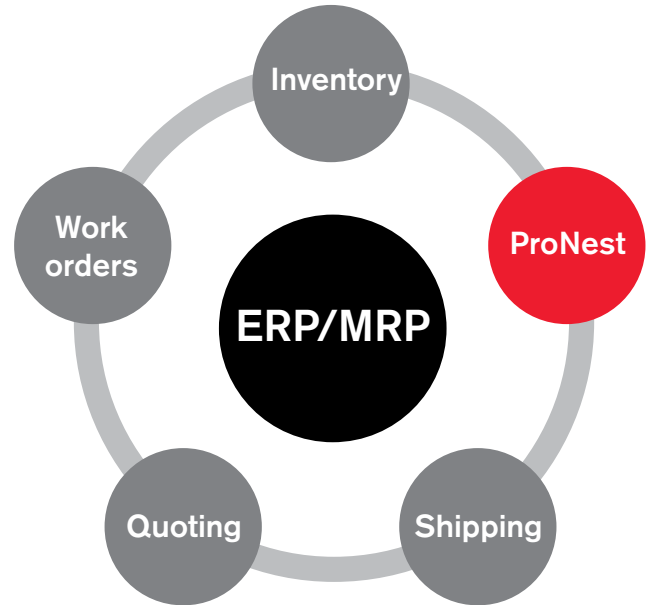 Inventory
Work
orders
ProNest
ERP/MRP
Quoting
Shipping